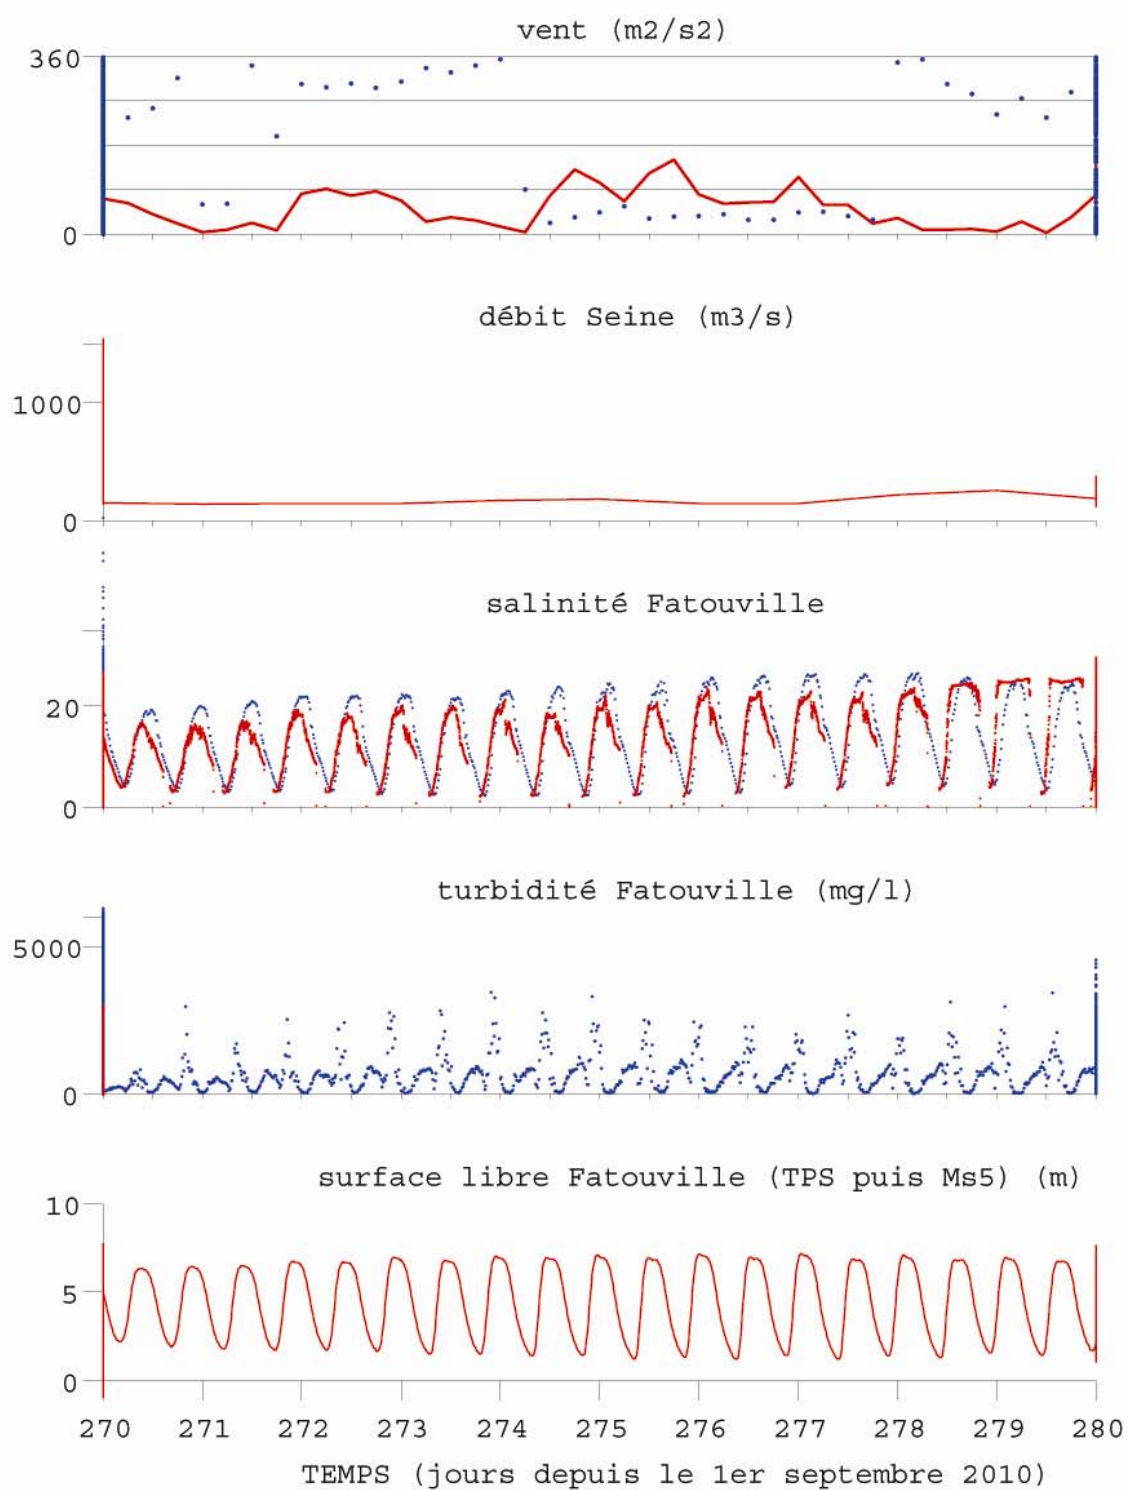 vent (m2/s2)
360
0
débit Seine (m3/s)
1000
0
salinité Fatouville
20
0
turbidité Fatouville (mg/l)
5000
0
surface libre Fatouville (TPS puis Ms5) (m)
10
5
0
270 271 272 273 274 275 276 277 278 279 280
TEMPS (jours depuis le 1er septembre 2010)